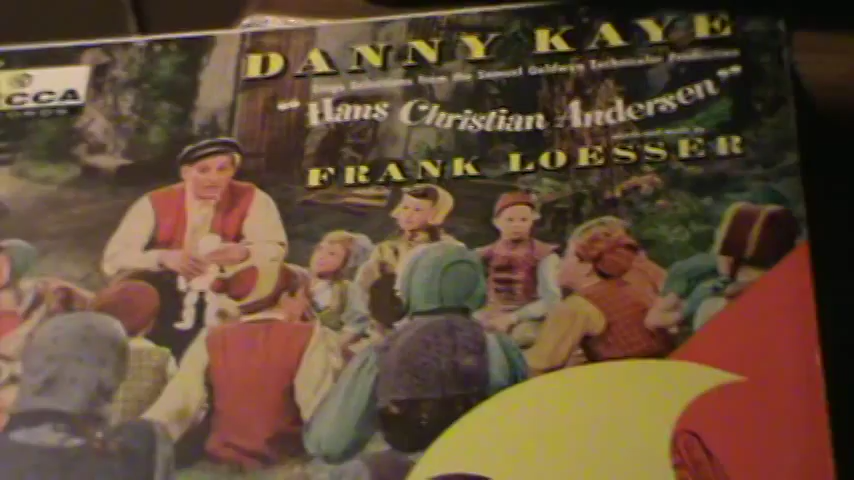 DANNY KAYE
Sings Selections from the Samuel Goldwyn Technicolor Production
CCA
"Hans Christian Andersen"
FRANK LOESSER